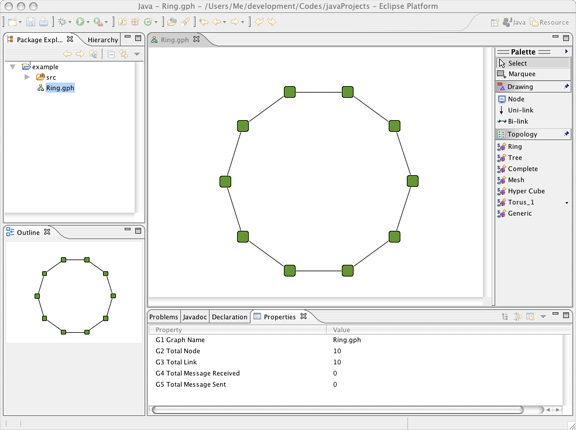 Java – Ring.gph – /Users/Me/development/Codes/javaProjects – Eclipse Platform
Java
Resource
Package Expl...
Hierarchy
example
src
Ring.gph
Ring.gph
Palette
Select
Marquee
Drawing
Node
Uni-link
Bi-link
Topology
Ring
Tree
Complete
Mesh
Hyper Cube
Torus_1
Generic
Outline
Problems Javadoc Declaration Properties
Property Value
G1 Graph Name Ring.gph
G2 Total Node 10
G3 Total Link 10
G4 Total Message Received 0
G5 Total Message Sent 0